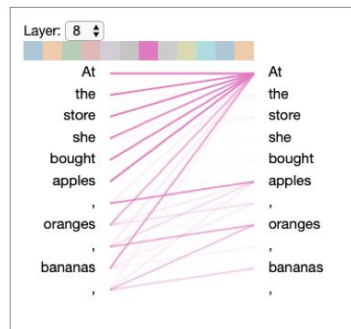 Layer: 8
At At
the the
store store
she she
bought bought
apples apples
, ,
oranges oranges
, ,
bananas bananas
, ,